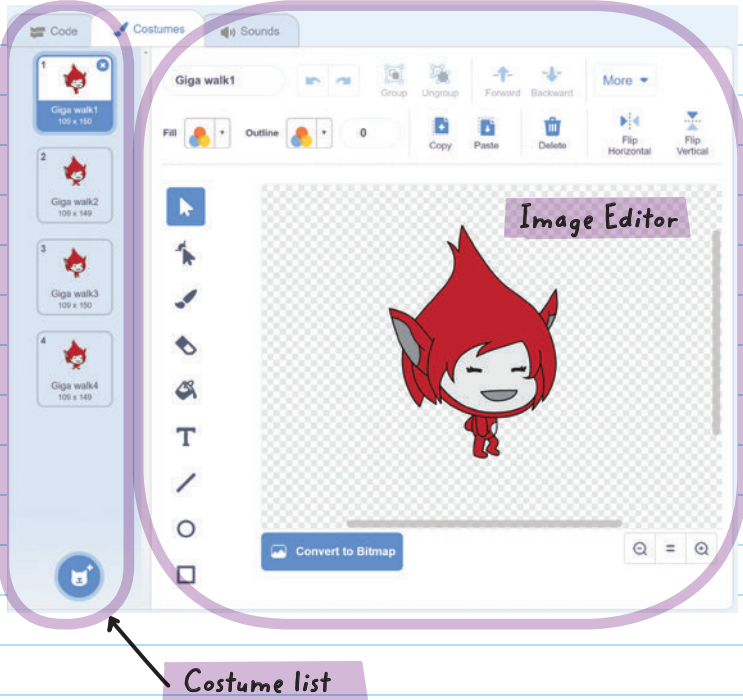 Code
Costumes
Sounds
1
Giga walk1
109 x 150
2
Giga walk2
109 x 149
3
Giga walk3
109 x 150
4
Giga walk4
109 x 149
Giga walk1
Group
Ungroup
Forward
Backward
More
Fill
Outline
0
Copy
Paste
Delete
Flip
Horizontal
Flip
Vertical
Image Editor
T
Convert to Bitmap
Costume list